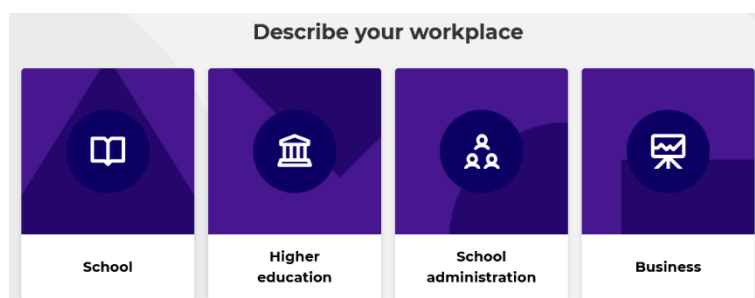 Describe your workplace
School
Higher
education
School
administration
Business